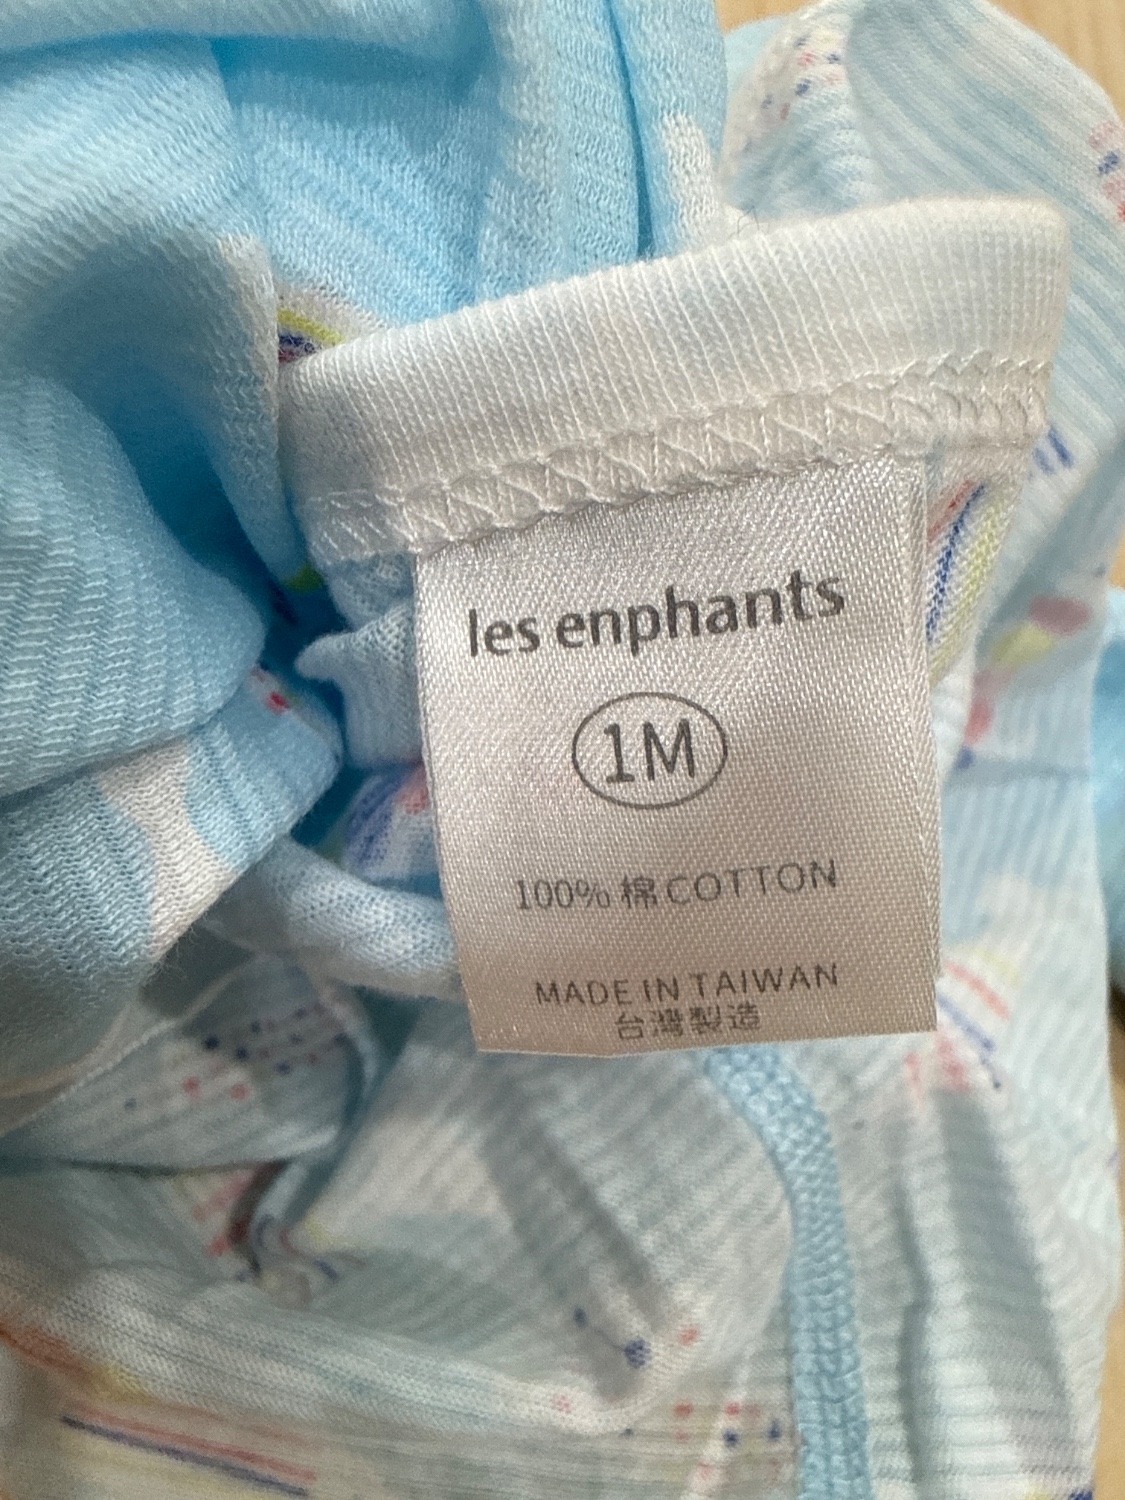 les enphants
1M
100% 棉 COTTON
MADE IN TAIWAN
台灣製造